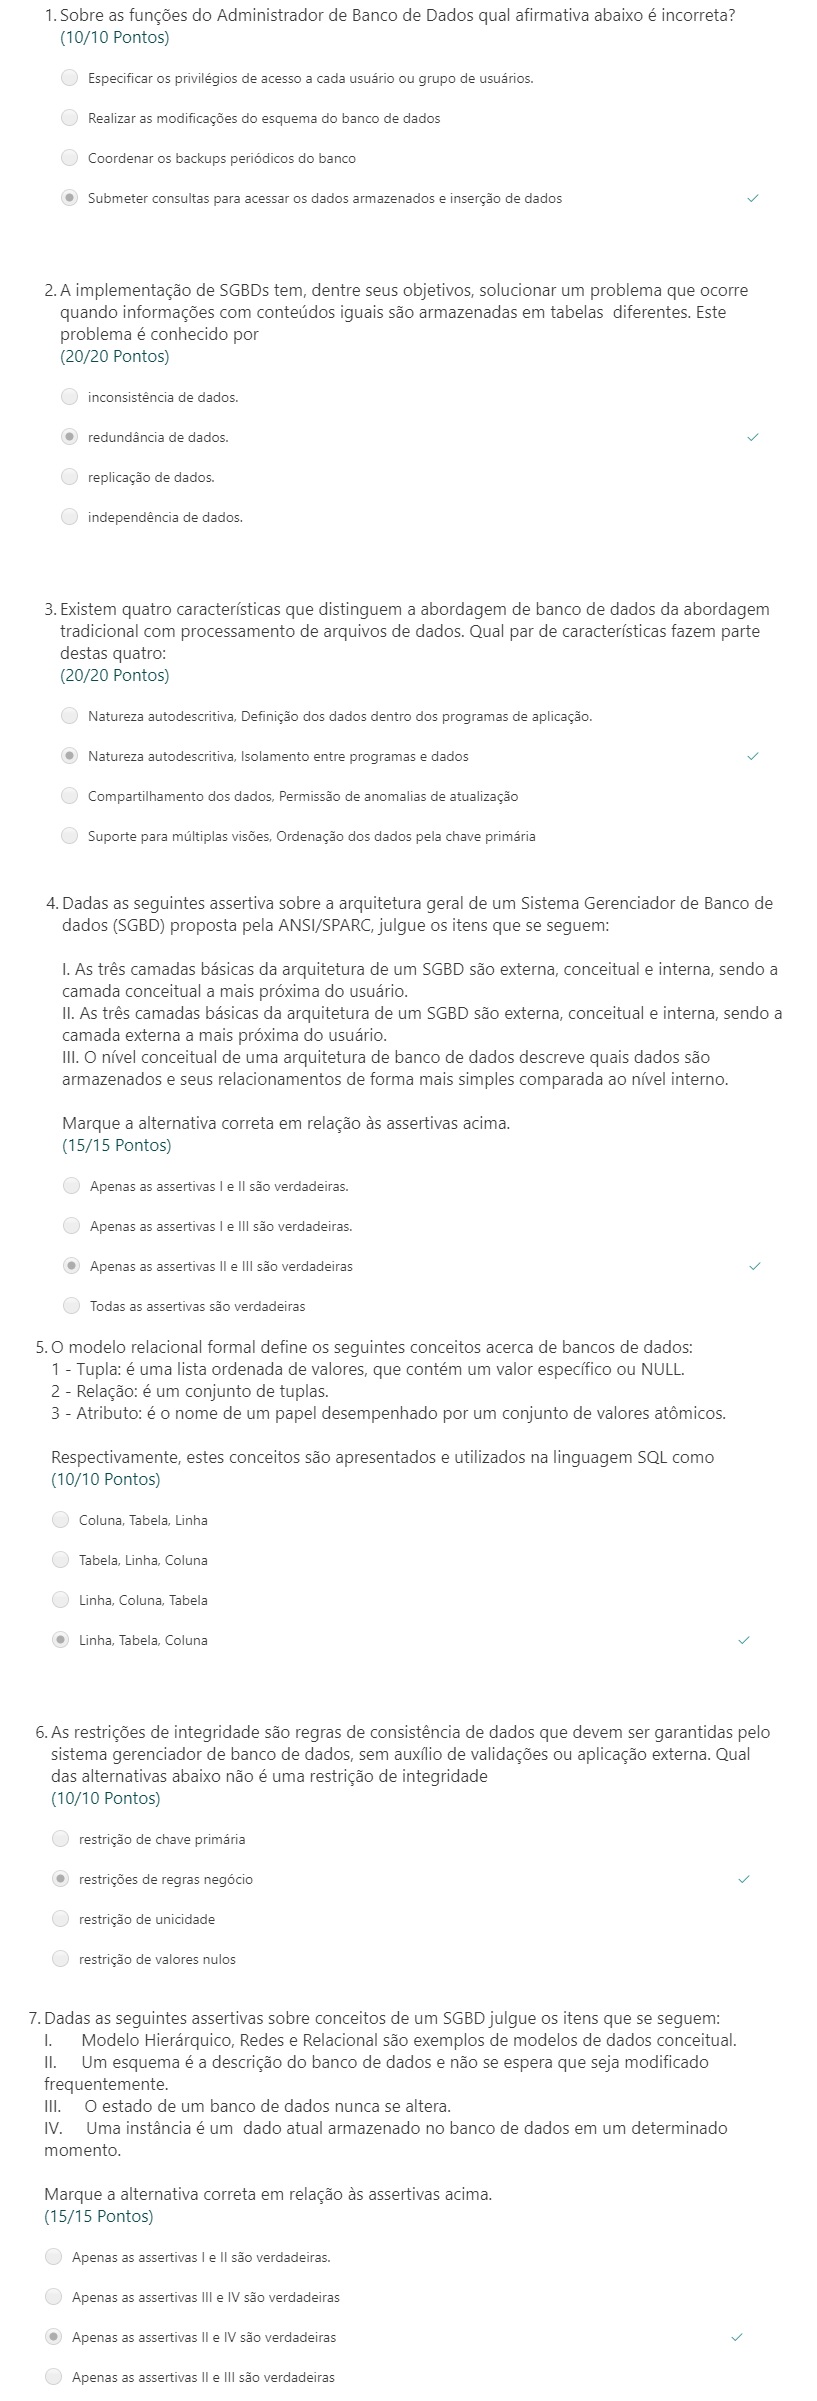 1. Sobre as funções do Administrador de Banco de Dados qual afirmativa abaixo é incorreta?
(10/10 Pontos)
Especificar os privilégios de acesso a cada usuário ou grupo de usuários.
Realizar as modificações do esquema do banco de dados
Coordenar os backups periódicos do banco
Submeter consultas para acessar os dados armazenados e inserção de dados
2. A implementação de SGBDs tem, dentre seus objetivos, solucionar um problema que ocorre
quando informações com conteúdos iguais são armazenadas em tabelas diferentes. Este
problema é conhecido por
(20/20 Pontos)
inconsistência de dados.
redundância de dados.
replicação de dados.
independência de dados.
3. Existem quatro características que distinguem a abordagem de banco de dados da abordagem
tradicional com processamento de arquivos de dados. Qual par de características fazem parte
destas quatro:
(20/20 Pontos)
Natureza autodescritiva, Definição dos dados dentro dos programas de aplicação.
Natureza autodescritiva, Isolamento entre programas e dados
Compartilhamento dos dados, Permissão de anomalias de atualização
Suporte para múltiplas visões, Ordenação dos dados pela chave primária
4. Dadas as seguintes assertiva sobre a arquitetura geral de um Sistema Gerenciador de Banco de
dados (SGBD) proposta pela ANSI/SPARC, julgue os itens que se seguem:
I. As três camadas básicas da arquitetura de um SGBD são externa, conceitual e interna, sendo a
camada conceitual a mais próxima do usuário.
II. As três camadas básicas da arquitetura de um SGBD são externa, conceitual e interna, sendo a
camada externa a mais próxima do usuário.
III. O nível conceitual de uma arquitetura de banco de dados descreve quais dados são
armazenados e seus relacionamentos de forma mais simples comparada ao nível interno.
Marque a alternativa correta em relação às assertivas acima.
(15/15 Pontos)
Apenas as assertivas I e II são verdadeiras.
Apenas as assertivas I e III são verdadeiras.
Apenas as assertivas II e III são verdadeiras
Todas as assertivas são verdadeiras
5. O modelo relacional formal define os seguintes conceitos acerca de bancos de dados:
1 - Tupla: é uma lista ordenada de valores, que contém um valor específico ou NULL.
2 - Relação: é um conjunto de tuplas.
3 - Atributo: é o nome de um papel desempenhado por um conjunto de valores atômicos.
Respectivamente, estes conceitos são apresentados e utilizados na linguagem SQL como
(10/10 Pontos)
Coluna, Tabela, Linha
Tabela, Linha, Coluna
Linha, Coluna, Tabela
Linha, Tabela, Coluna
6. As restrições de integridade são regras de consistência de dados que devem ser garantidas pelo
sistema gerenciador de banco de dados, sem auxílio de validações ou aplicação externa. Qual
das alternativas abaixo não é uma restrição de integridade
(10/10 Pontos)
restrição de chave primária
restrições de regras negócio
restrição de unicidade
restrição de valores nulos
7. Dadas as seguintes assertivas sobre conceitos de um SGBD julgue os itens que se seguem:
I. Modelo Hierárquico, Redes e Relacional são exemplos de modelos de dados conceitual.
II. Um esquema é a descrição do banco de dados e não se espera que seja modificado
frequentemente.
III. O estado de um banco de dados nunca se altera.
IV. Uma instância é um dado atual armazenado no banco de dados em um determinado
momento.
Marque a alternativa correta em relação às assertivas acima.
(15/15 Pontos)
Apenas as assertivas I e II são verdadeiras.
Apenas as assertivas III e IV são verdadeiras
Apenas as assertivas II e IV são verdadeiras
Apenas as assertivas II e III são verdadeiras